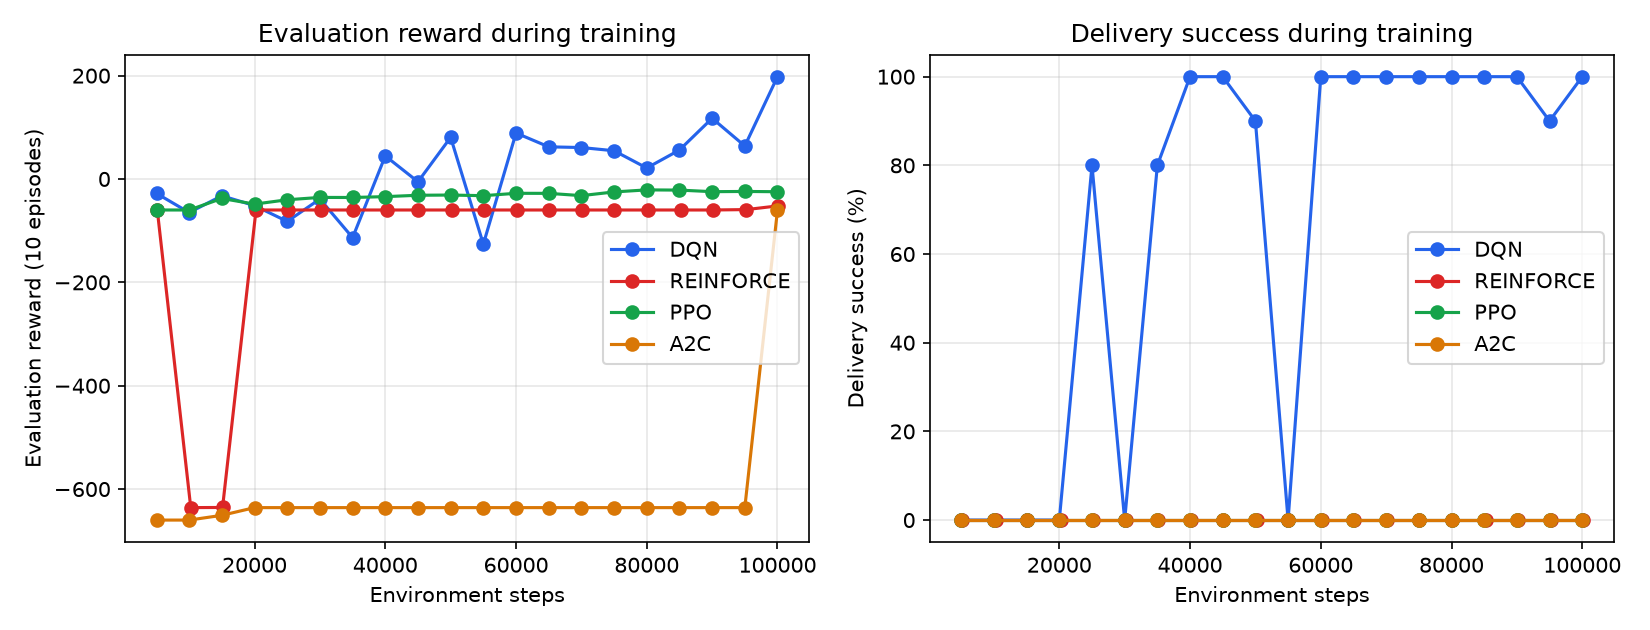 Evaluation reward during training
Evaluation reward (10 episodes)
200
0
−200
−400
−600
20000 40000 60000 80000 100000
Environment steps
DQN
REINFORCE
PPO
A2C
Delivery success during training
Delivery success (%)
100
80
60
40
20
0
20000 40000 60000 80000 100000
Environment steps
DQN
REINFORCE
PPO
A2C